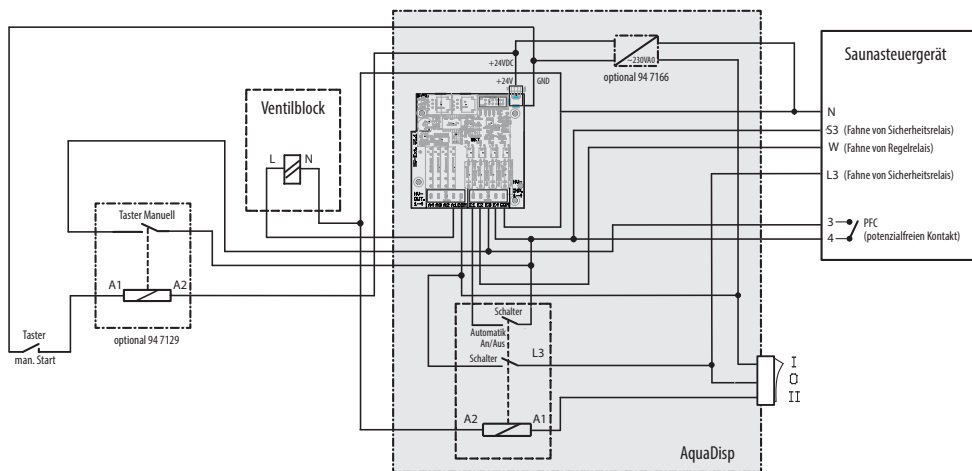 Saunasteuergerät
+24VDC
~230VAC
optional 94 7166
+24V
GND
Ventilblock
N
S3 (Fahne von Sicherheitsrelais)
W (Fahne von Regelrelais)
L N
L3 (Fahne von Sicherheitsrelais)
Taster Manuell
3
PFC
4
(potenzialfreien Kontakt)
A1 A2
Schalter
Taster
man. Start
optional 94 7129
Automatik
An/Aus
L3
Schalter
I
O
II
A2 A1
AquaDisp